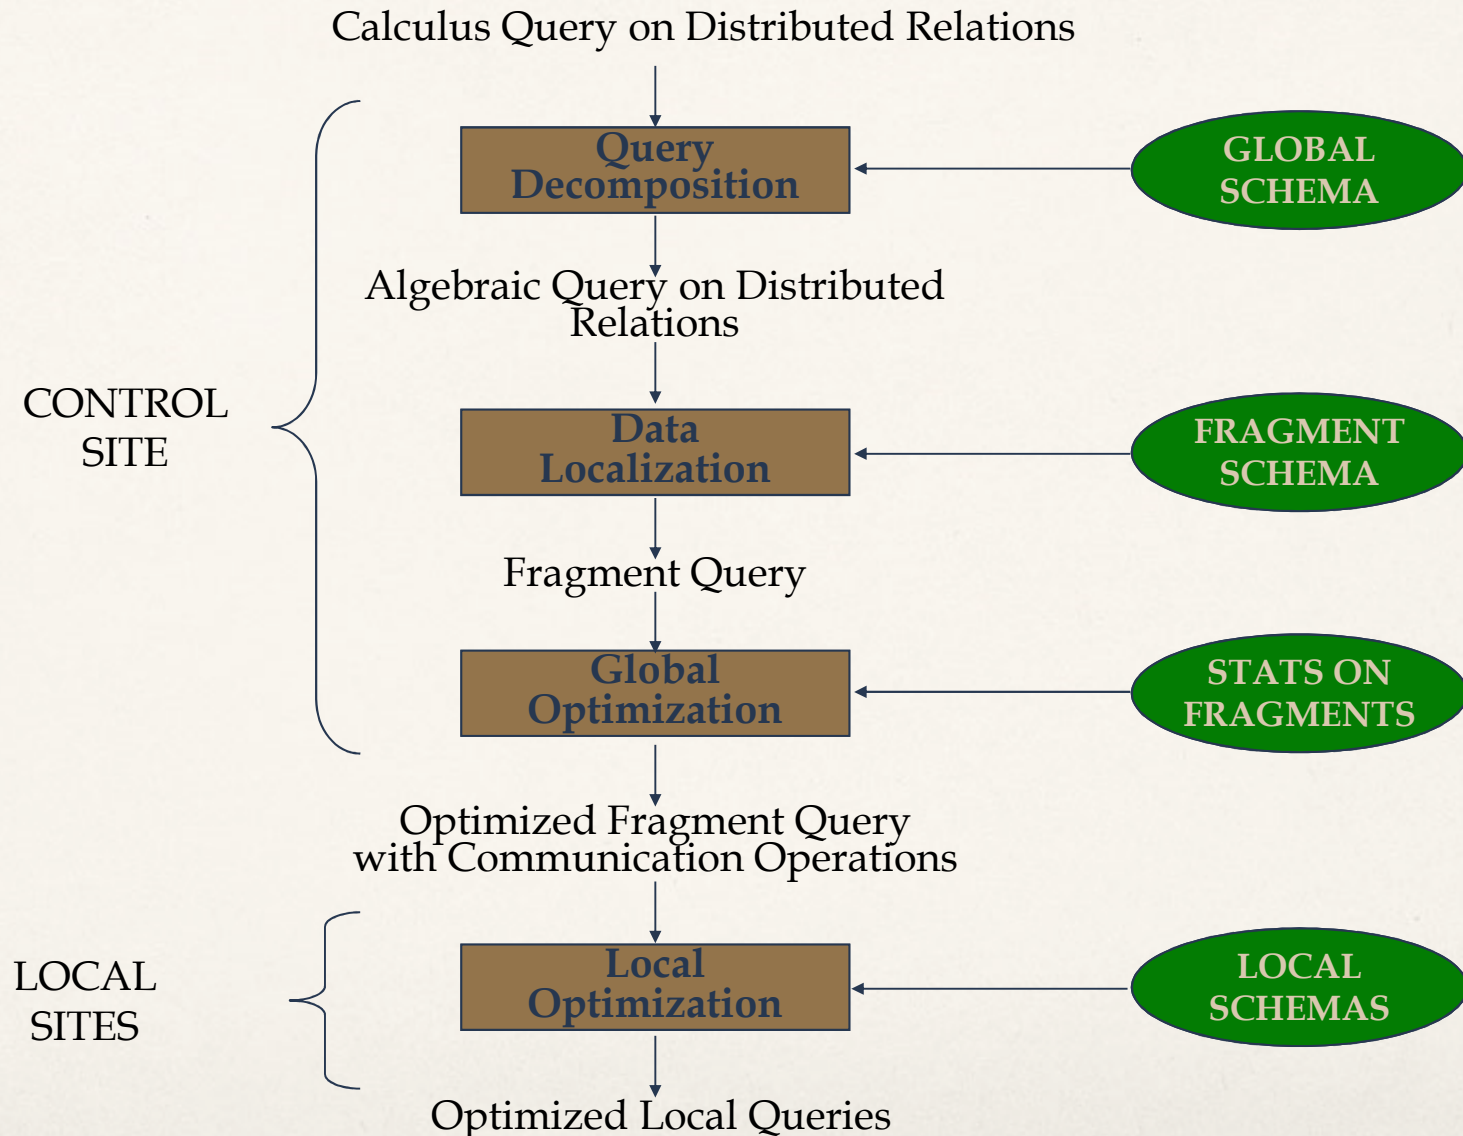 Calculus Query on Distributed Relations
Query
Decomposition
GLOBAL
SCHEMA
Algebraic Query on Distributed
Relations
CONTROL
SITE
Data
Localization
FRAGMENT
SCHEMA
Fragment Query
Global
Optimization
STATS ON
FRAGMENTS
Optimized Fragment Query
with Communication Operations
LOCAL
SITES
Local
Optimization
LOCAL
SCHEMAS
Optimized Local Queries